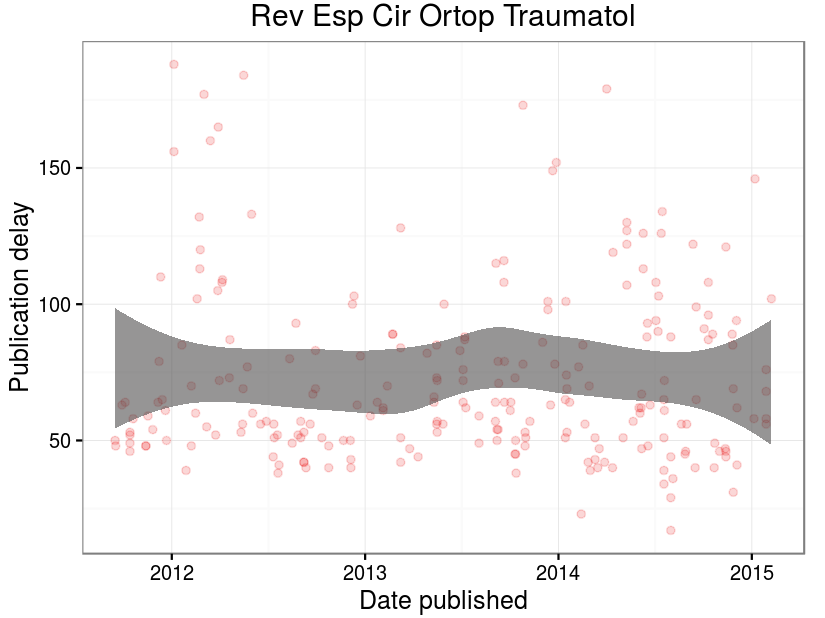 Rev Esp Cir Ortop Traumatol
Publication delay
150
100
50
2012 2013 2014 2015
Date published